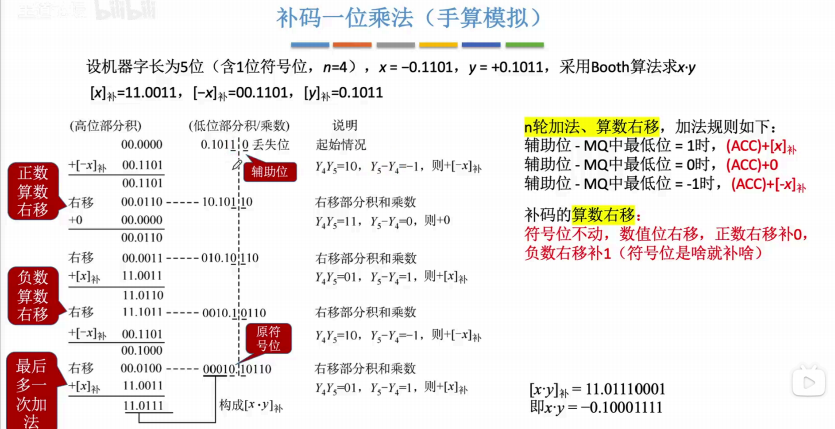 补码一位乘法（手算模拟）
设机器字长为5位（含1位符号位，n=4），x = −0.1101，y = +0.1011，采用Booth算法求x·y
[x]补=11.0011，[−x]补=00.1101，[y]补=0.1011
(高位部分积) (低位部分积/乘数) 说明
00.0000 0.1011 0 丢失位 起始情况
+[−x]补 00.1101 辅助位 Y4Y5=10，Y5−Y4=−1，则+[−x]补
00.1101
正数算数右移
右移 00.0110 10.101 10 右移部分积和乘数
+0 00.0000 Y4Y5=11，Y5−Y4=0，则+0
00.0110
右移 00.0011 010.10 110 右移部分积和乘数
+[x]补 11.0011 Y4Y5=01，Y5−Y4=1，则+[x]补
11.0110
负数算数右移
右移 11.1011 0010.1 0110 右移部分积和乘数
+[−x]补 00.1101 原符号位 Y4Y5=10，Y5−Y4=−1，则+[−x]补
00.1000
右移 00.0100 00010. 10110 右移部分积和乘数
+[x]补 11.0011 Y4Y5=01，Y5−Y4=1，则+[x]补
最后多一次加法
11.0111 构成[x·y]补
n轮加法、算数右移，加法规则如下：
辅助位 - MQ中最低位 = 1时，(ACC)+[x]补
辅助位 - MQ中最低位 = 0时，(ACC)+0
辅助位 - MQ中最低位 = -1时，(ACC)+[-x]补
补码的算数右移：
符号位不动，数值位右移，正数右移补0，
负数右移补1（符号位是啥就补啥）
[x·y]补 = 11.01110001
即x·y = −0.10001111